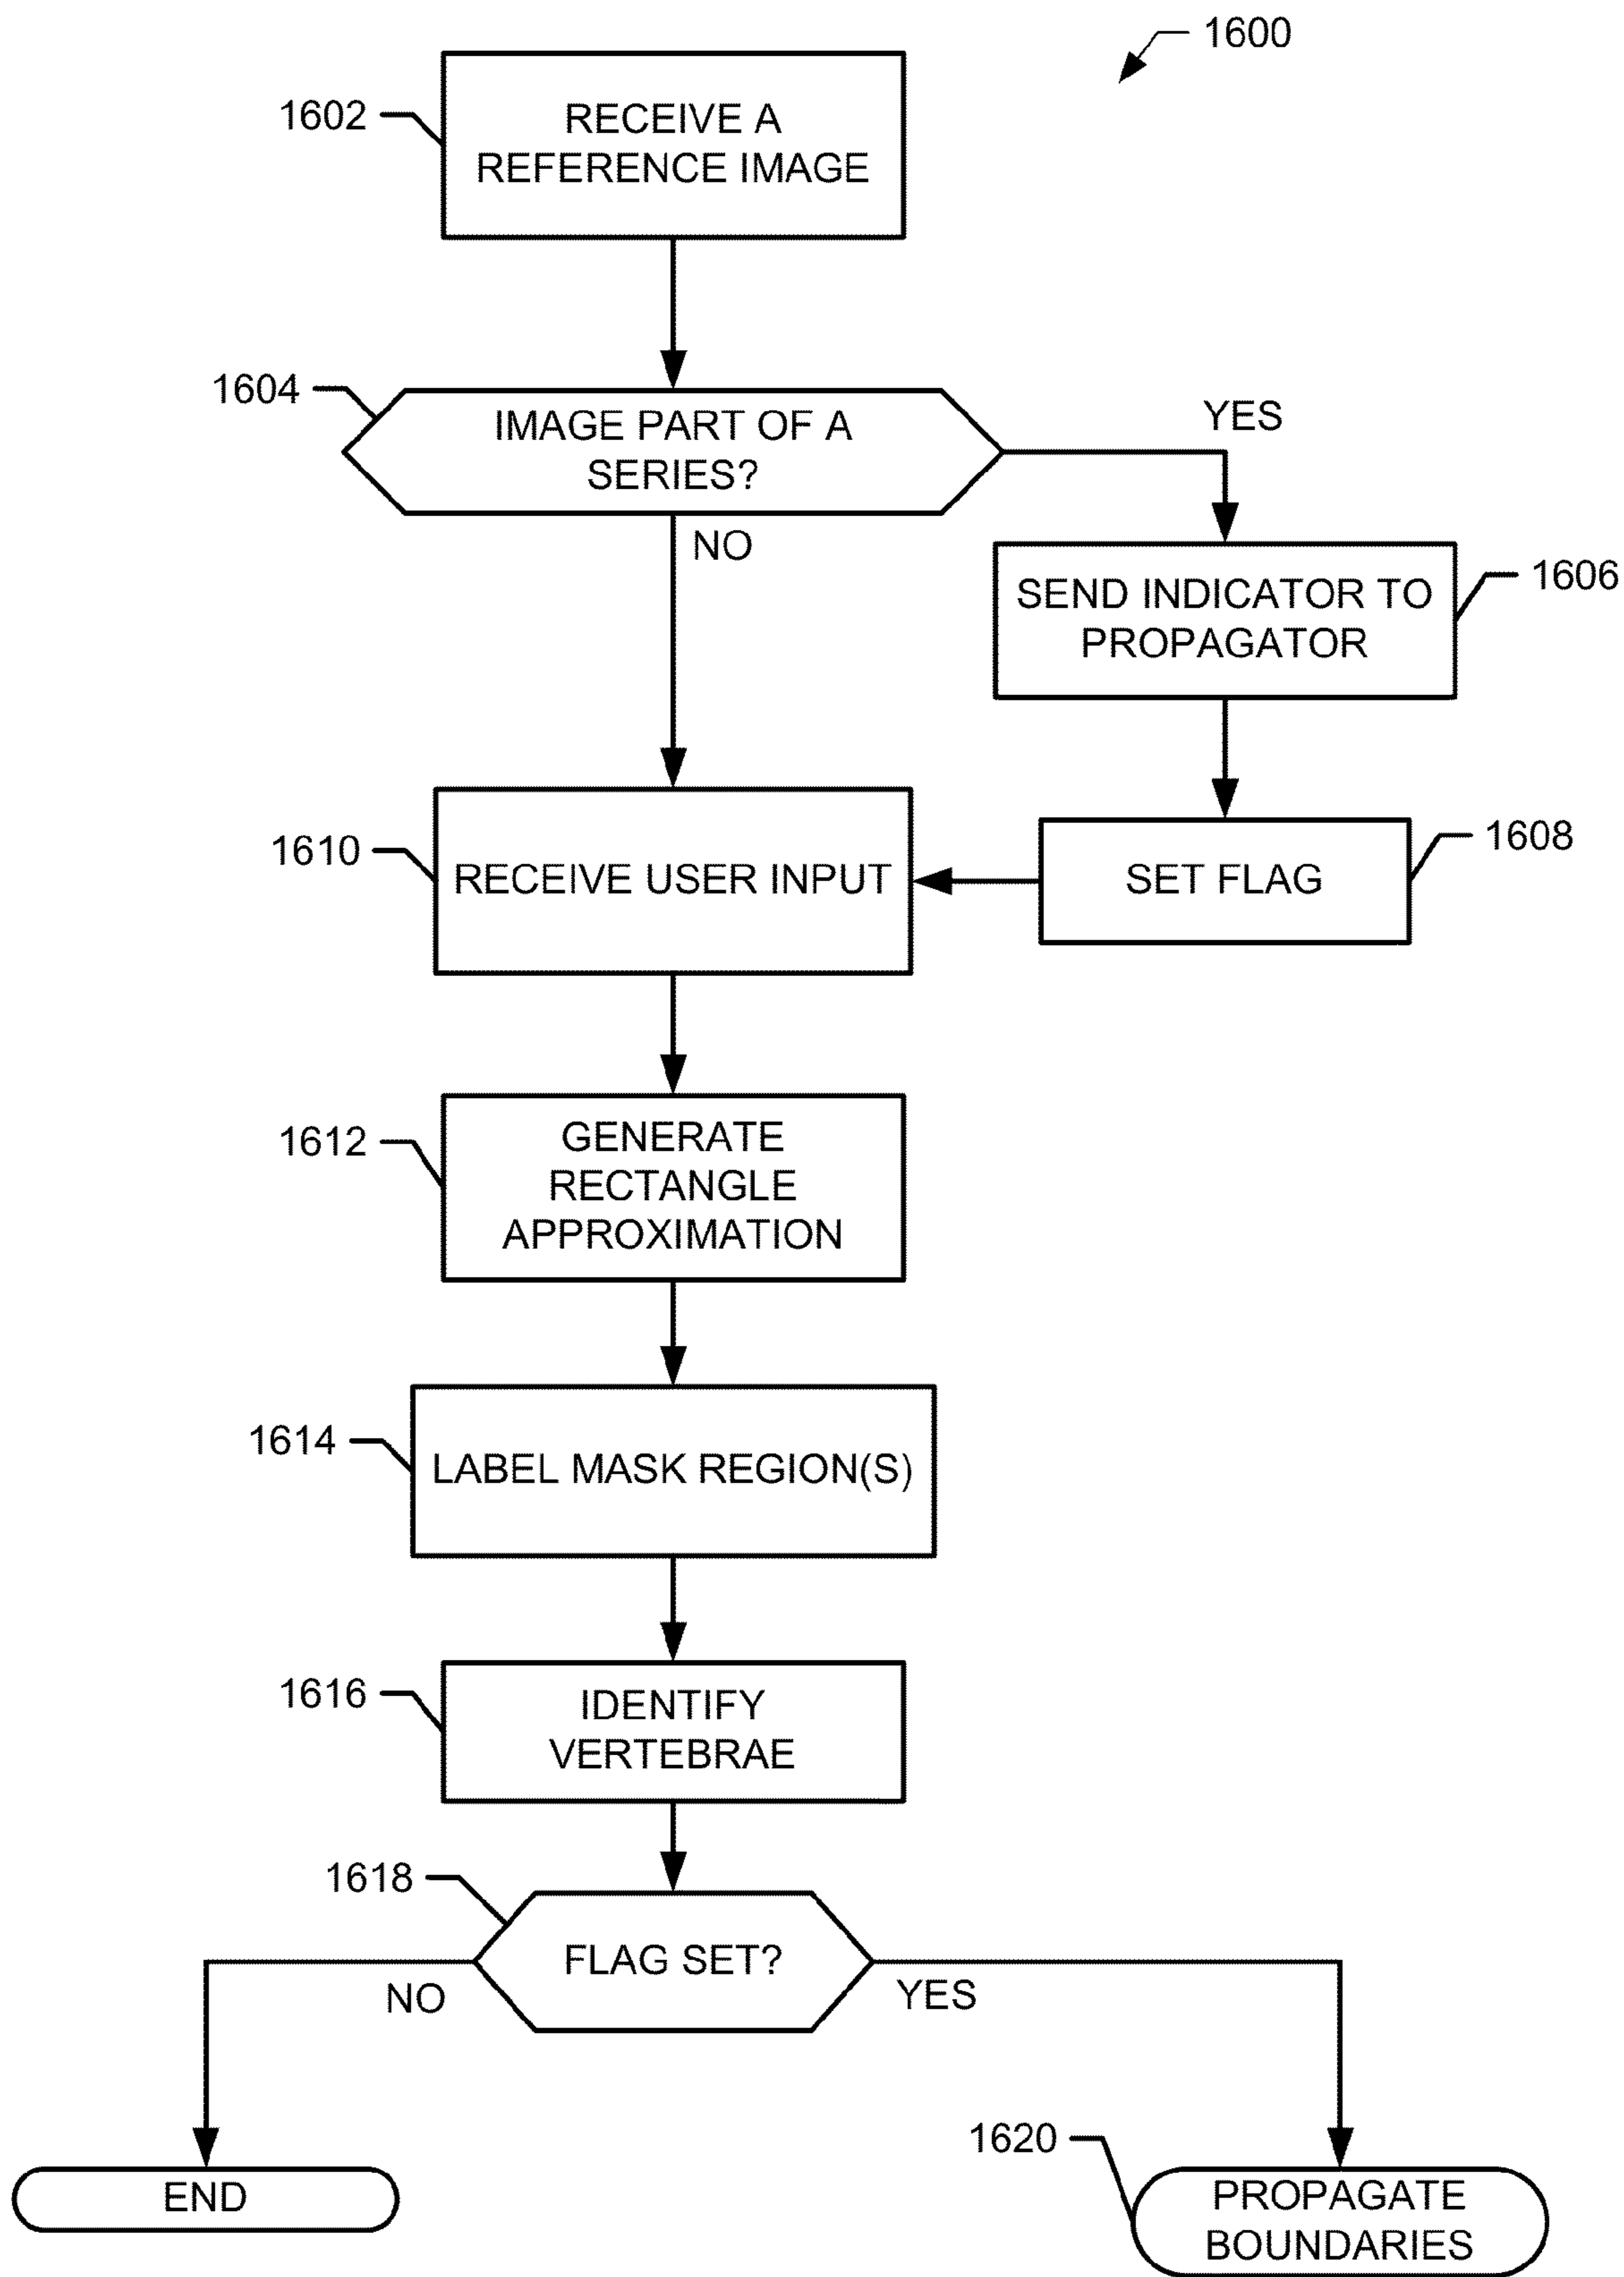 1600
1602
RECEIVE A
REFERENCE IMAGE
1604
IMAGE PART OF A
SERIES?
YES
NO
1606
SEND INDICATOR TO
PROPAGATOR
1608
SET FLAG
1610
RECEIVE USER INPUT
1612
GENERATE
RECTANGLE
APPROXIMATION
1614
LABEL MASK REGION(S)
1616
IDENTIFY
VERTEBRAE
1618
FLAG SET?
NO
YES
END
1620
PROPAGATE
BOUNDARIES